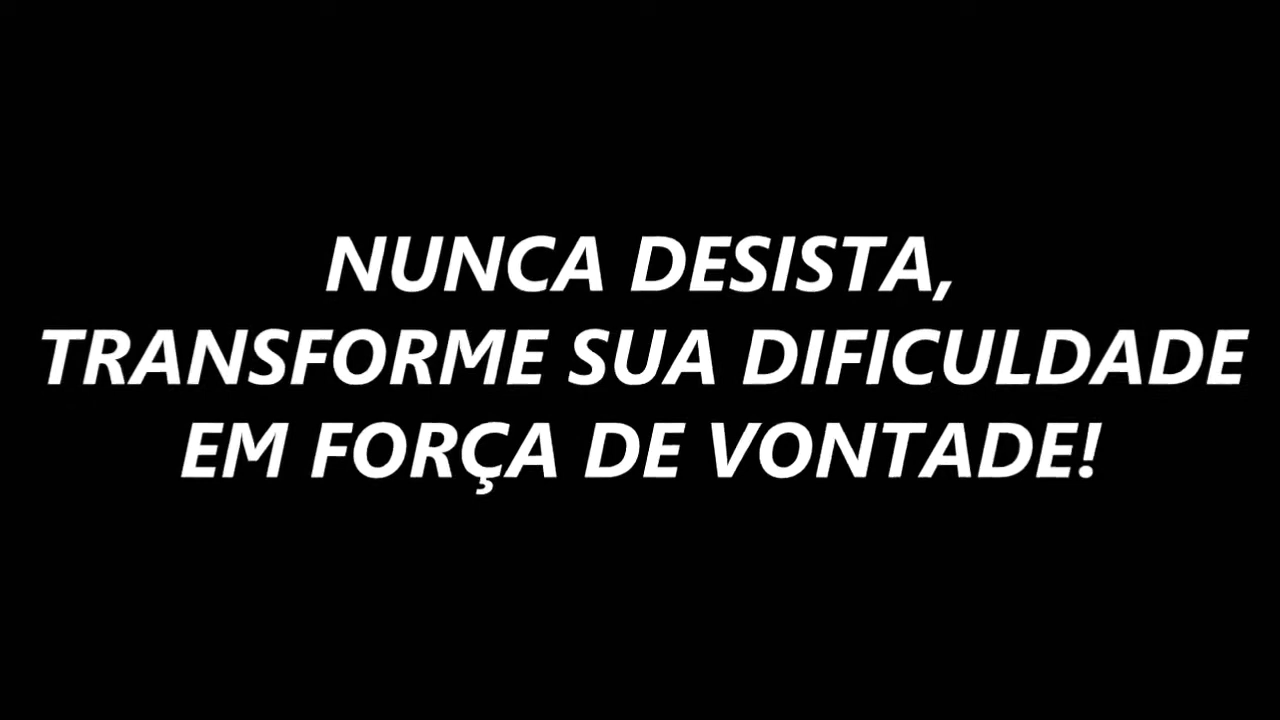 NUNCA DESISTA,
TRANSFORME SUA DIFICULDADE
EM FORÇA DE VONTADE!